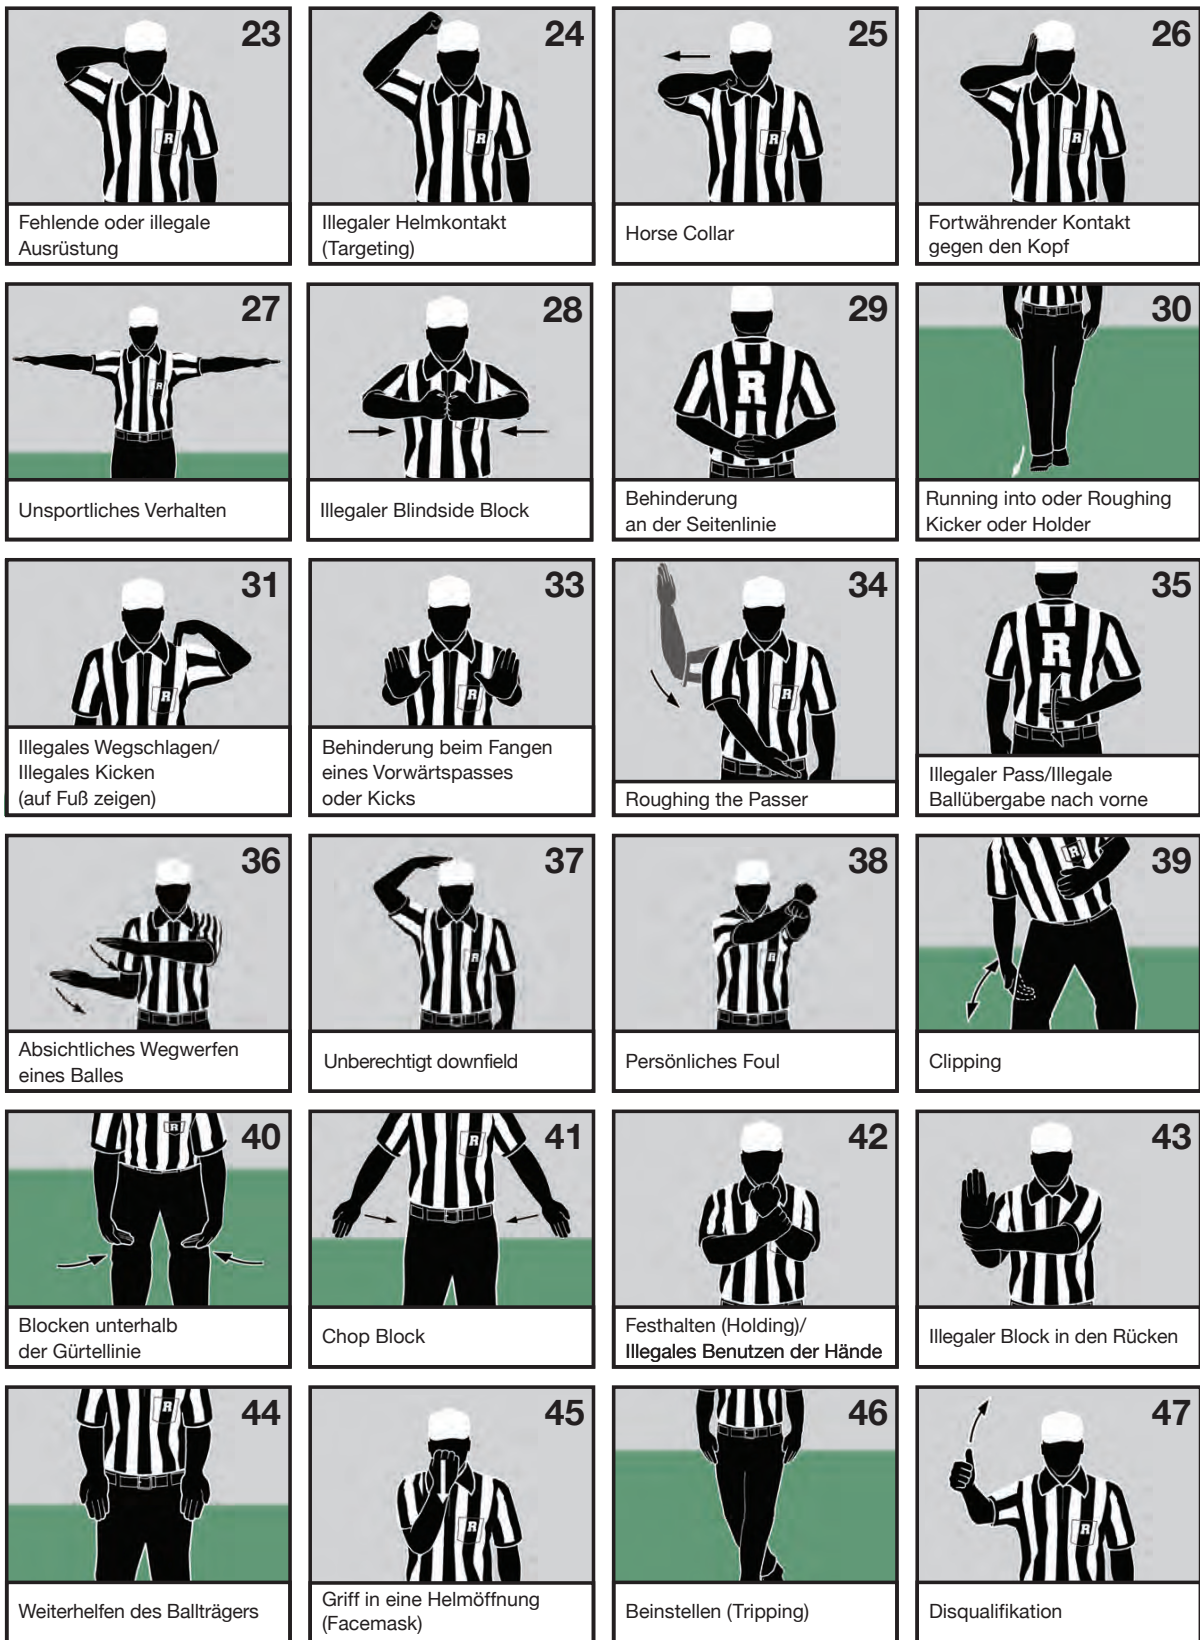 23
24
25
26
Fehlende oder illegale
Ausrüstung
Illegaler Helmkontakt
(Targeting)
Horse Collar
Fortwährender Kontakt
gegen den Kopf
27
28
29
30
Unsportliches Verhalten
Illegaler Blindside Block
Behinderung
an der Seitenlinie
Running into oder Roughing
Kicker oder Holder
31
33
34
35
Illegales Wegschlagen/
Illegales Kicken
(auf Fuß zeigen)
Behinderung beim Fangen
eines Vorwärtspasses
oder Kicks
Roughing the Passer
Illegaler Pass/Illegale
Ballübergabe nach vorne
36
37
38
39
Absichtliches Wegwerfen
eines Balles
Unberechtigt downfield
Persönliches Foul
Clipping
40
41
42
43
Blocken unterhalb
der Gürtellinie
Chop Block
Festhalten (Holding)/
Illegales Benutzen der Hände
Illegaler Block in den Rücken
44
45
46
47
Weiterhelfen des Ballträgers
Griff in eine Helmöffnung
(Facemask)
Beinstellen (Tripping)
Disqualifikation